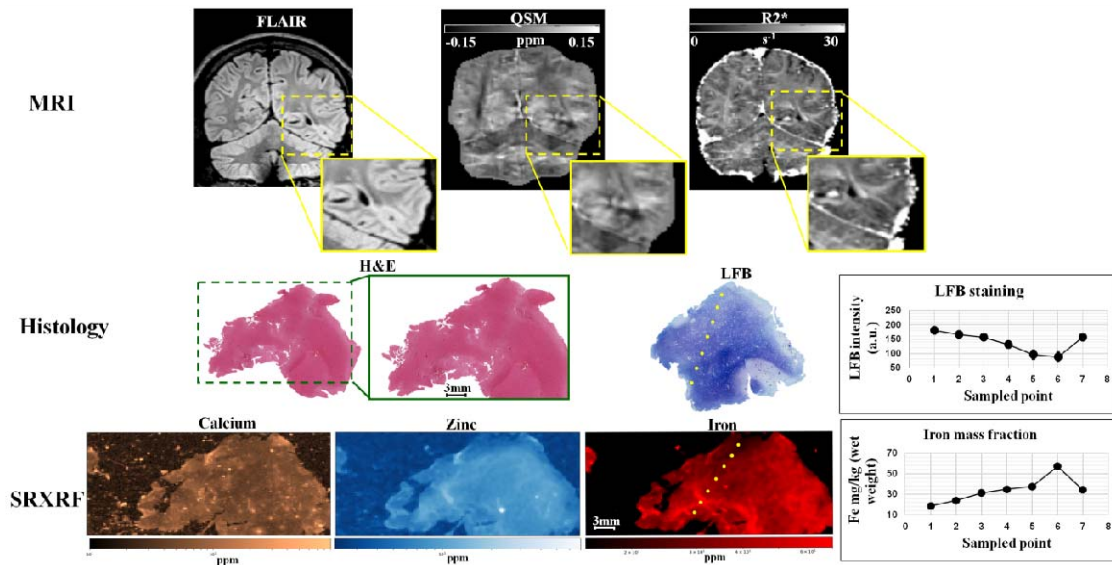 FLAIR
QSM
-0.15 ppm 0.15
R2*
0 s⁻¹ 30
MRI
H&E
3mm
LFB
Histology
LFB staining
LFB intensity
(a.u.)
250
200
150
100
50
0 1 2 3 4 5 6 7 8
Sampled point
Calcium
Zinc
Iron
3mm
SRXRF
ppm
ppm
ppm
Iron mass fraction
Fe mg/kg (wet
weight)
70
50
30
10
0 1 2 3 4 5 6 7 8
Sampled point